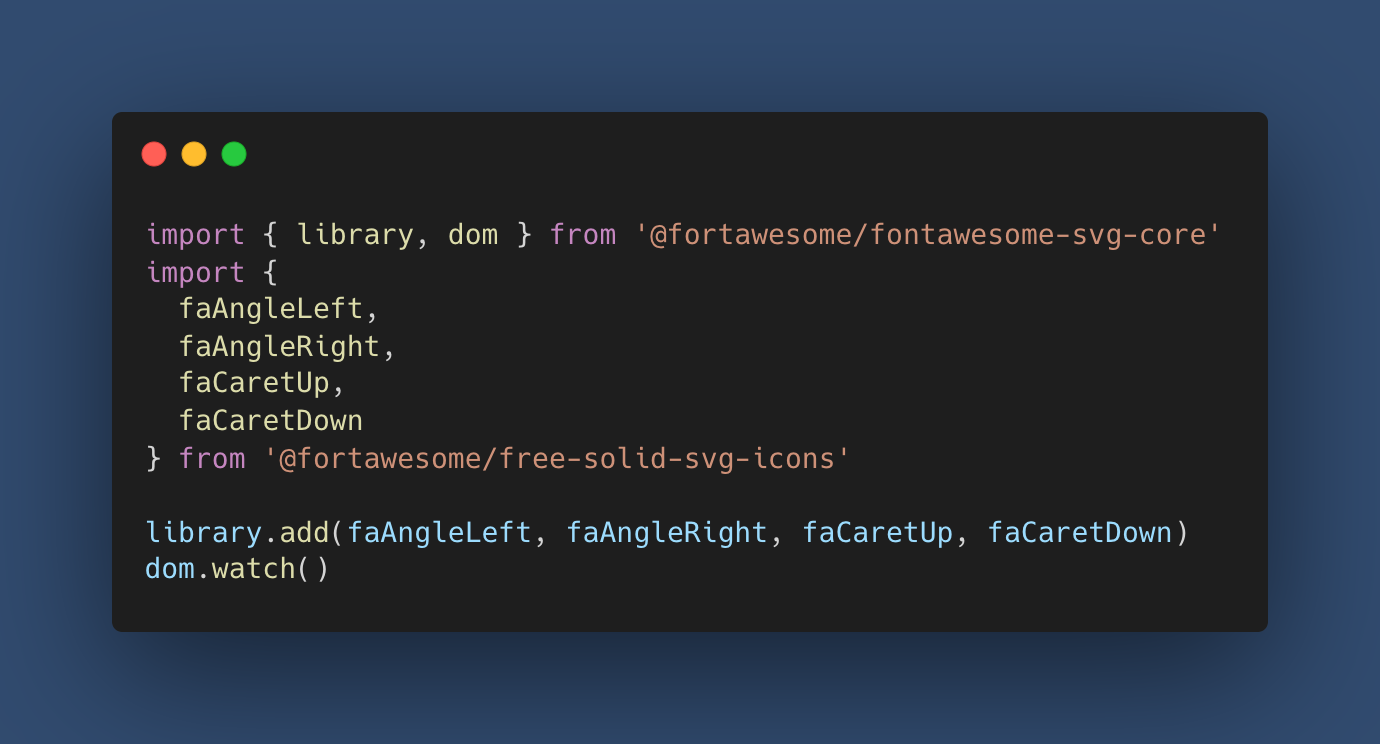 import { library, dom } from '@fortawesome/fontawesome-svg-core'
import {
  faAngleLeft,
  faAngleRight,
  faCaretUp,
  faCaretDown
} from '@fortawesome/free-solid-svg-icons'

library.add(faAngleLeft, faAngleRight, faCaretUp, faCaretDown)
dom.watch()